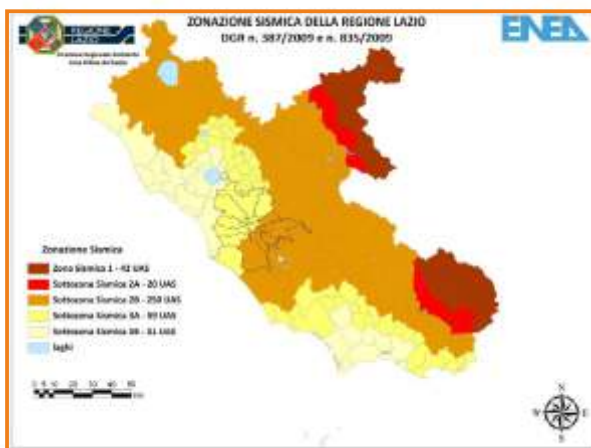 ZONAZIONE SISMICA DELLA REGIONE LAZIO
DGR n. 387/2009 e n. 835/2009
REGIONE
LAZIO
ENEA
Zonazione Sismica
Zona Sismica 1 - 42 UAS
Sottozona Sismica 2A - 20 UAS
Sottozona Sismica 2B - 250 UAS
Sottozona Sismica 3A - 59 UAS
Sottozona Sismica 3B - 31 UAS
laghi
N
W E
S